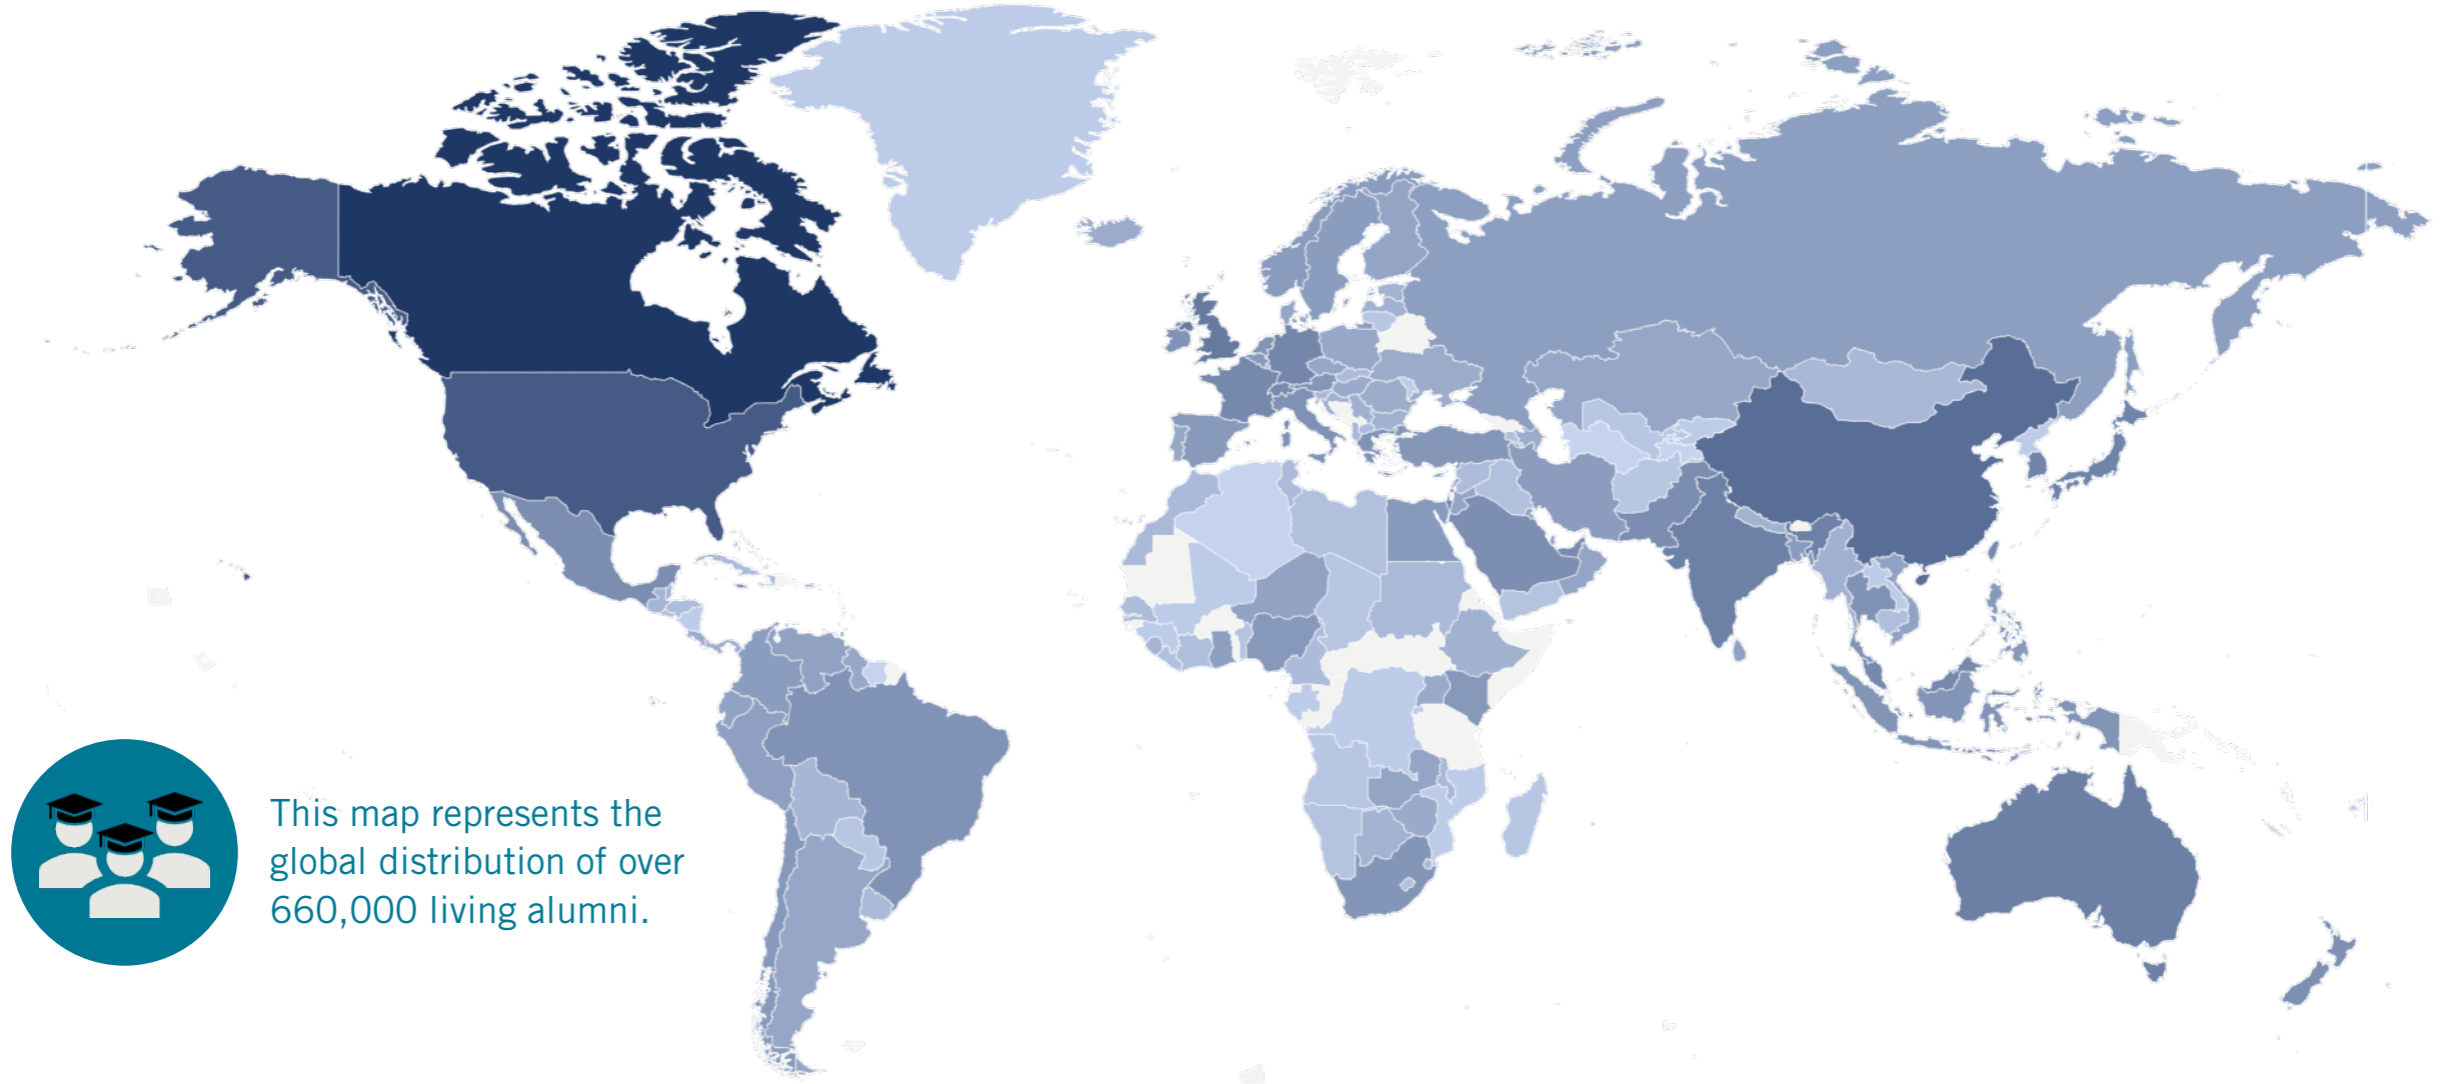 This map represents the
global distribution of over
660,000 living alumni.